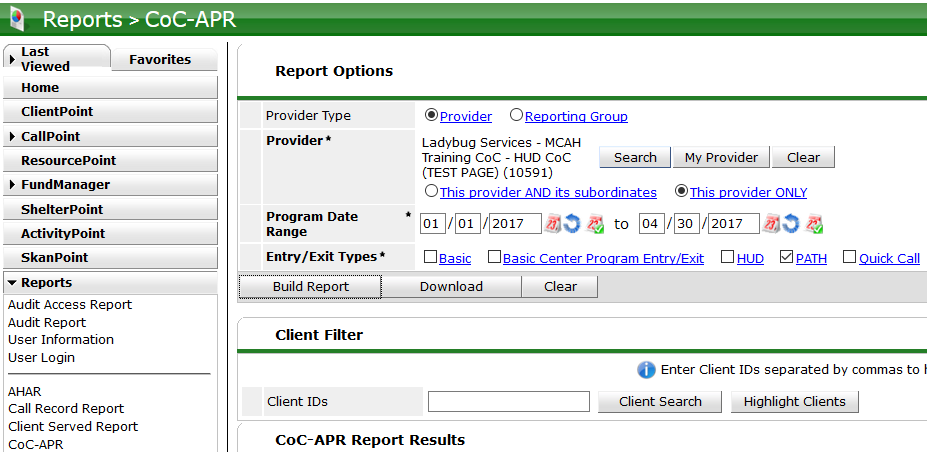 Reports > CoC-APR
Last
Viewed
Favorites
Home
ClientPoint
CallPoint
ResourcePoint
FundManager
ShelterPoint
ActivityPoint
SkanPoint
Reports
Audit Access Report
Audit Report
User Information
User Login
AHAR
Call Record Report
Client Served Report
CoC-APR
Report Options
Provider Type Provider Reporting Group
Provider* Ladybug Services - MCAH
Training CoC - HUD CoC
(TEST PAGE) (10591)
Search My Provider Clear
This provider AND its subordinates This provider ONLY
Program Date
Range * 01 / 01 / 2017 to 04 / 30 / 2017
Entry/Exit Types* Basic Basic Center Program Entry/Exit HUD PATH Quick Call
Build Report Download Clear
Client Filter
Enter Client IDs separated by commas to
Client IDs Client Search Highlight Clients
CoC-APR Report Results